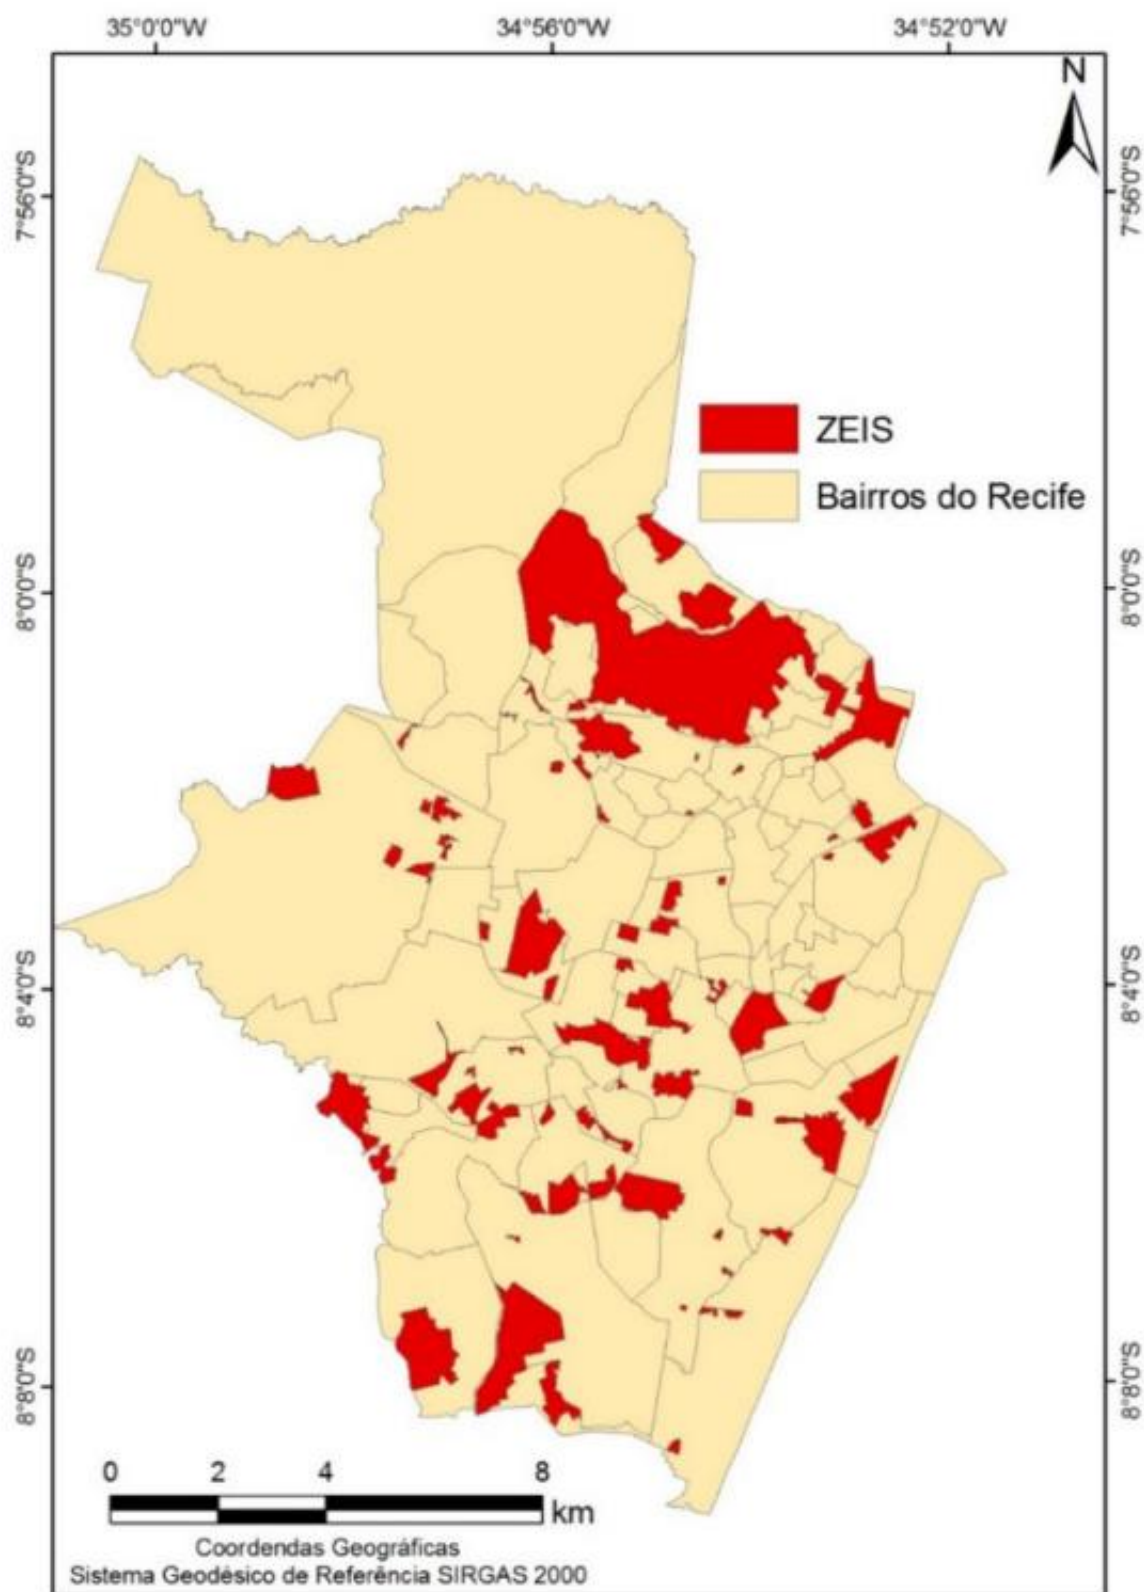 35°0'0"W 34°56'0"W 34°52'0"W
N
7°56'0"S 7°56'0"S
ZEIS
Bairros do Recife
8°0'0"S 8°0'0"S
8°4'0"S 8°4'0"S
8°8'0"S 8°8'0"S
0 2 4 8
km
Coordendas Geográficas
Sistema Geodésico de Referência SIRGAS 2000